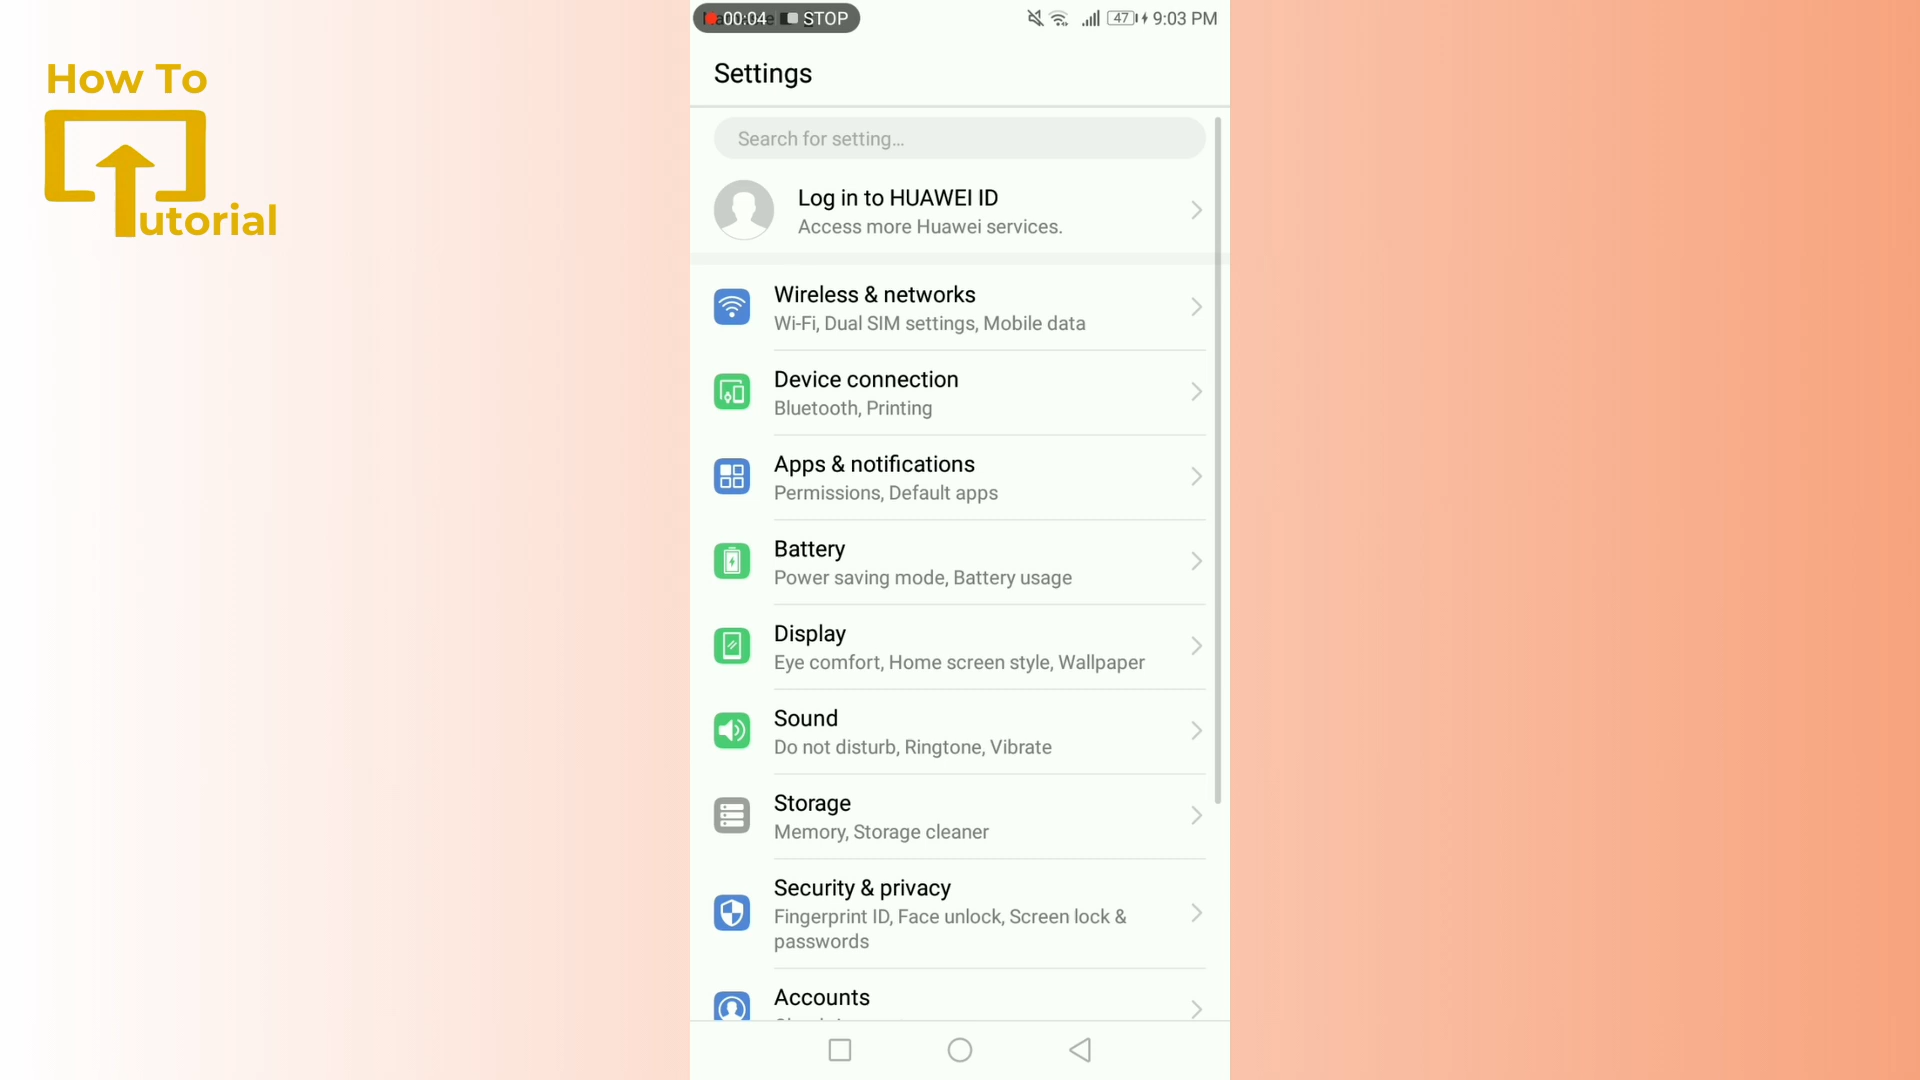 How To
utorial
00:04 STOP
47 9:03 PM
Settings
Search for setting...
Log in to HUAWEI ID
Access more Huawei services.
Wireless & networks
Wi-Fi, Dual SIM settings, Mobile data
Device connection
Bluetooth, Printing
Apps & notifications
Permissions, Default apps
Battery
Power saving mode, Battery usage
Display
Eye comfort, Home screen style, Wallpaper
Sound
Do not disturb, Ringtone, Vibrate
Storage
Memory, Storage cleaner
Security & privacy
Fingerprint ID, Face unlock, Screen lock &
passwords
Accounts